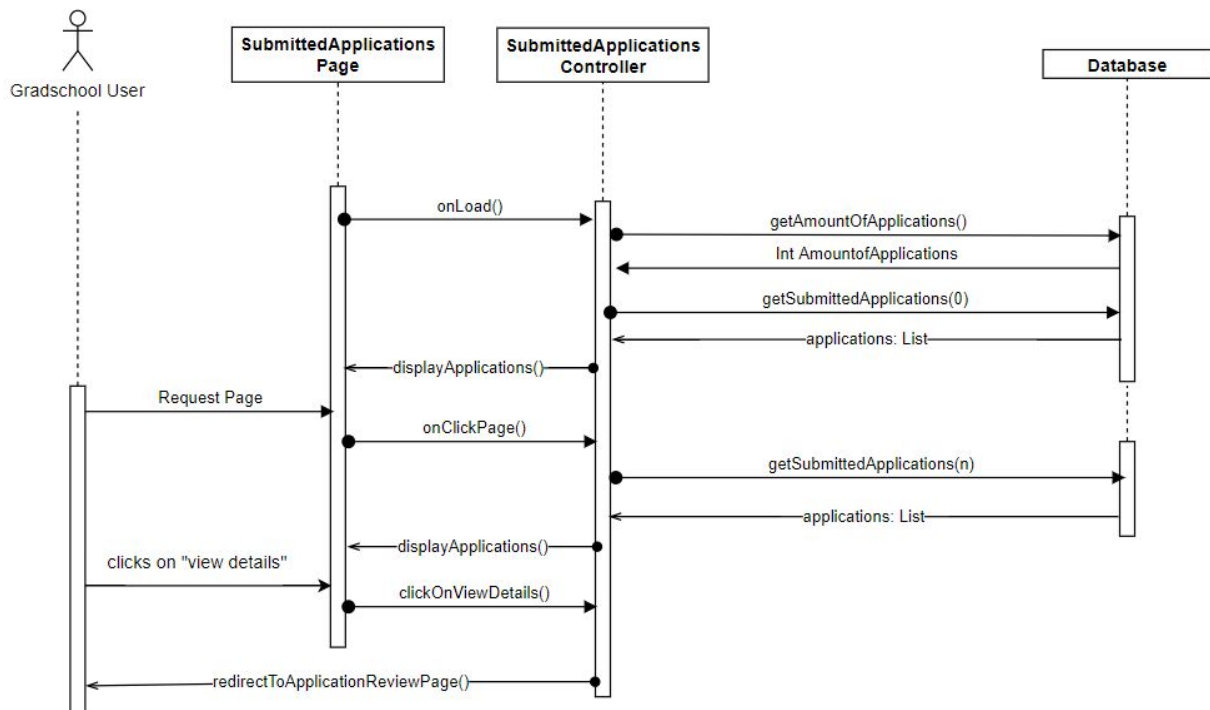 SubmittedApplications
Page
SubmittedApplications
Controller
Database
Gradschool User
onLoad()
getAmountOfApplications()
Int AmountofApplications
getSubmittedApplications(0)
applications: List
displayApplications()
Request Page
onClickPage()
getSubmittedApplications(n)
applications: List
displayApplications()
clicks on "view details"
clickOnViewDetails()
redirectToApplicationReviewPage()